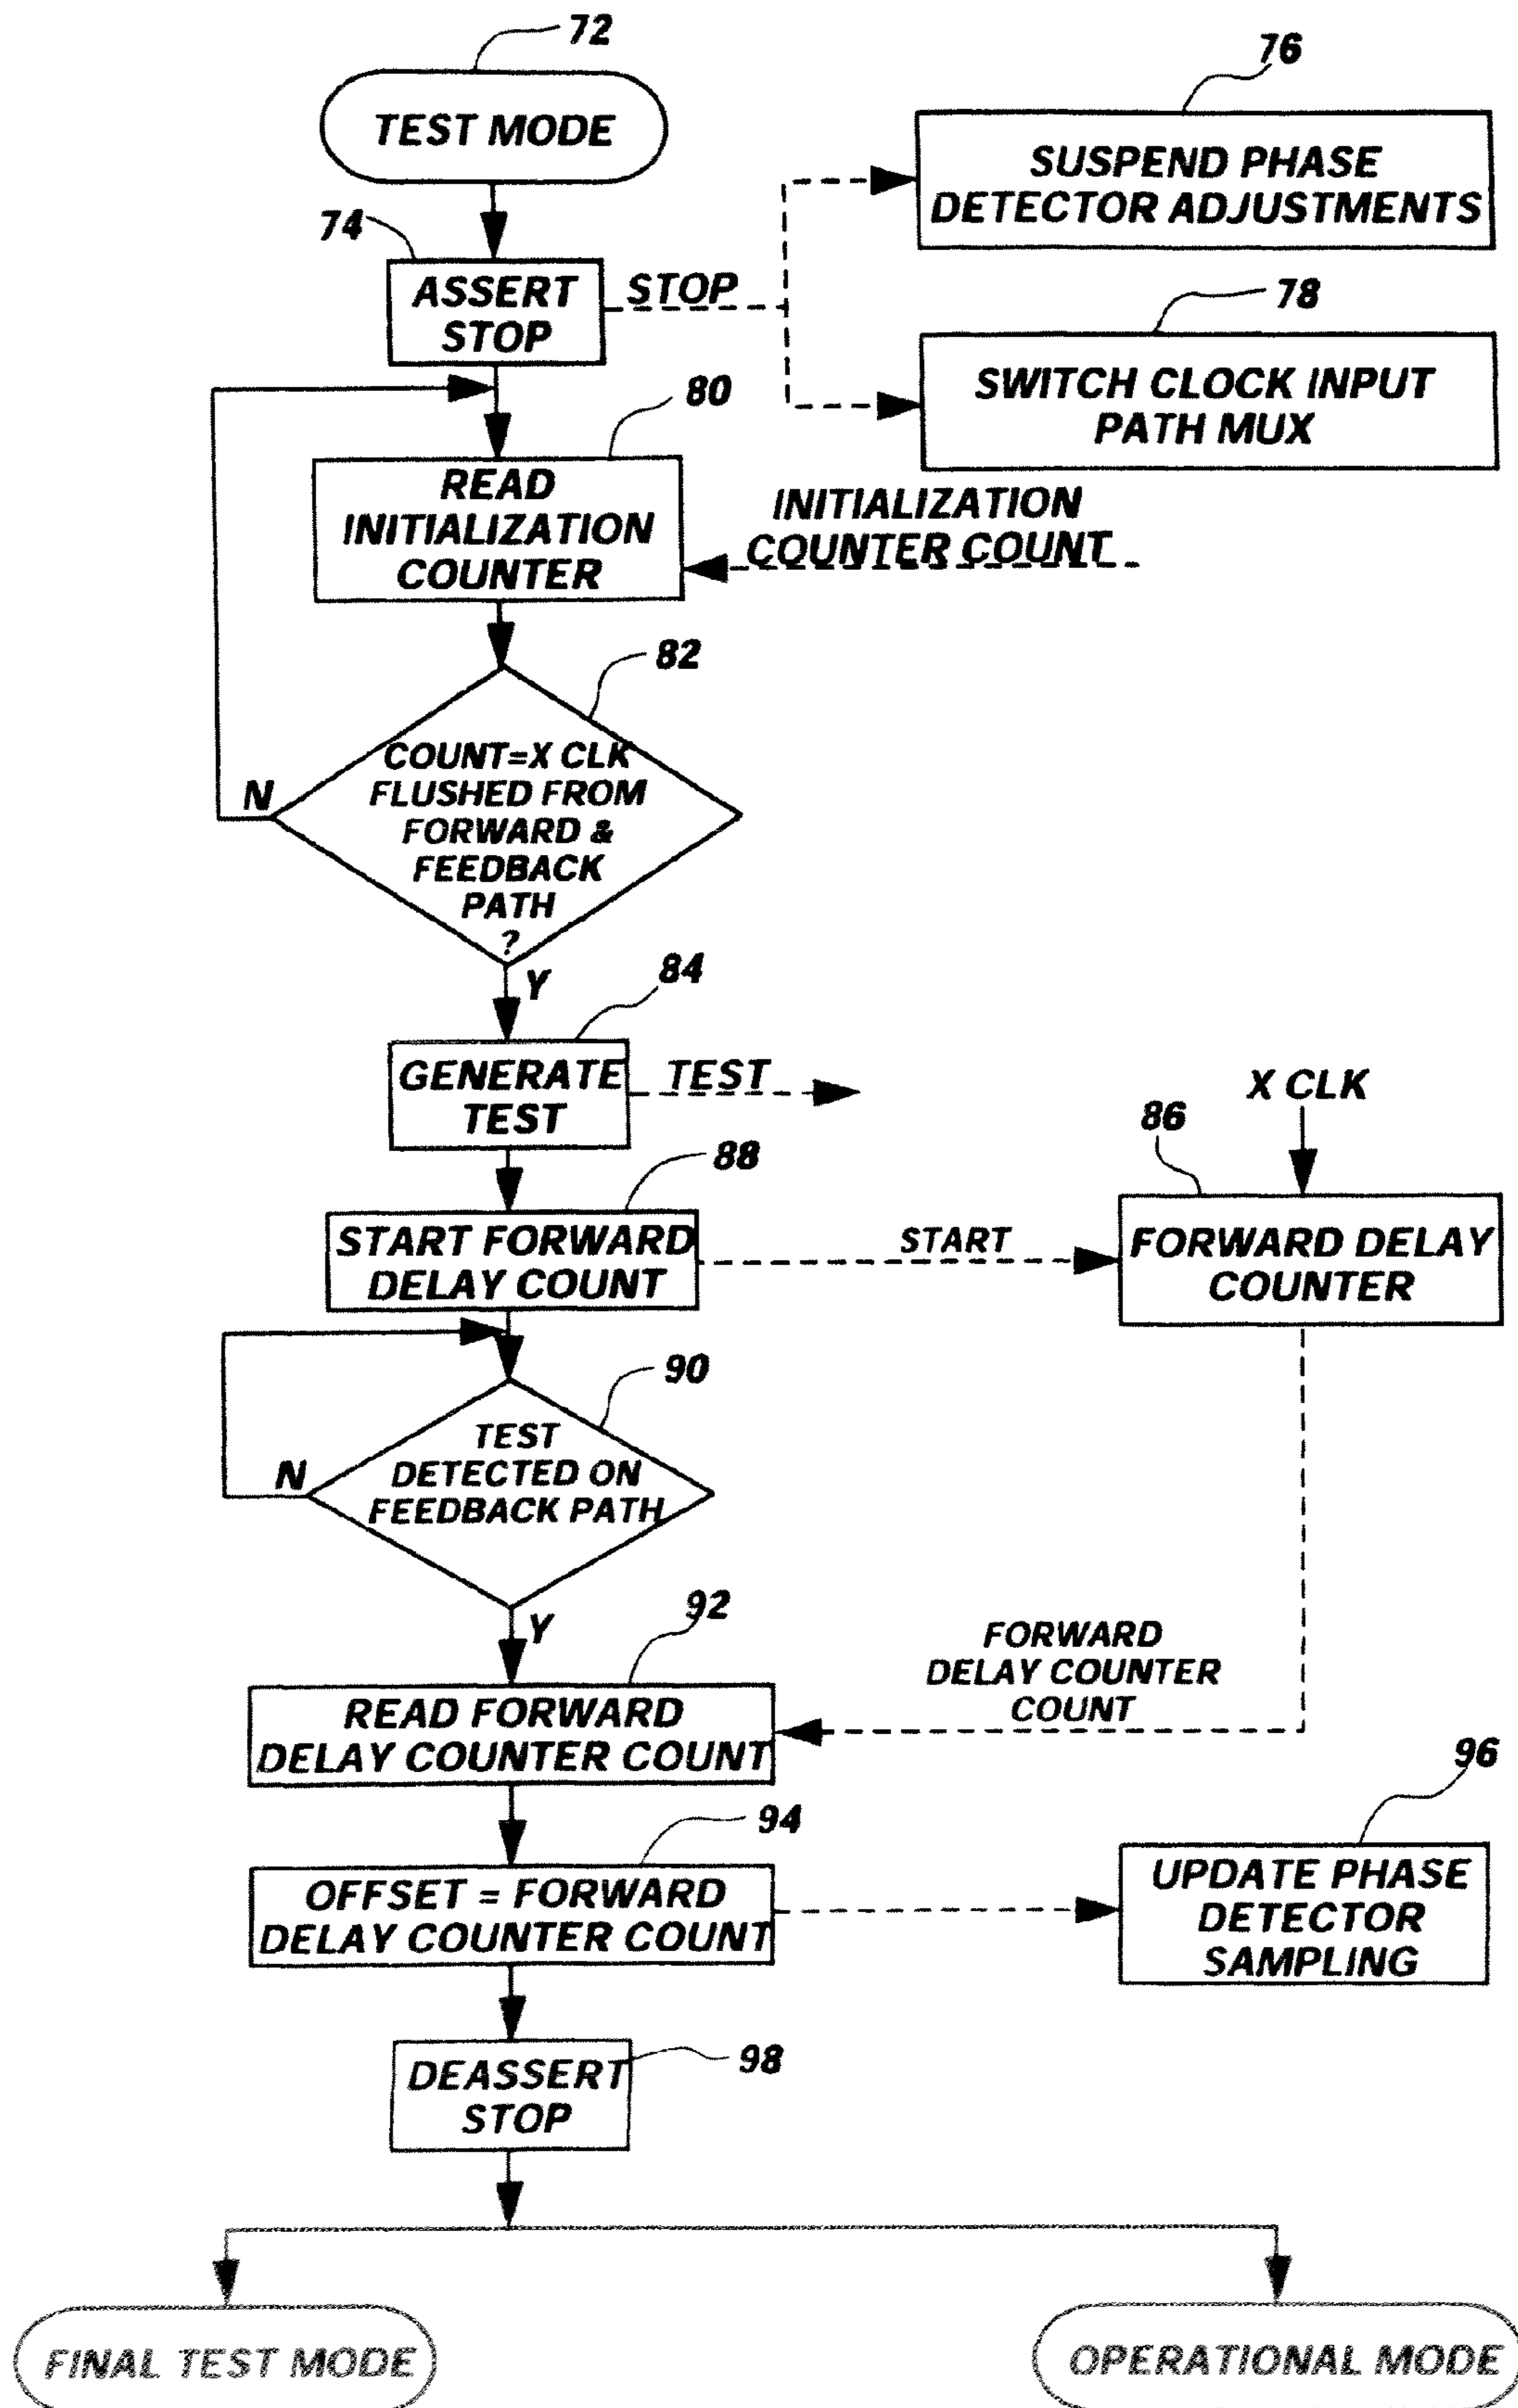 72
TEST MODE
76
SUSPEND PHASE
DETECTOR ADJUSTMENTS
74
ASSERT
STOP
STOP
78
SWITCH CLOCK INPUT
PATH MUX
80
READ
INITIALIZATION
COUNTER
INITIALIZATION
COUNTER COUNT
82
COUNT=X CLK
FLUSHED FROM
FORWARD &
FEEDBACK
PATH
?
N
Y
84
GENERATE
TEST
TEST
X CLK
86
FORWARD DELAY
COUNTER
88
START FORWARD
DELAY COUNT
START
90
TEST
DETECTED ON
FEEDBACK PATH
N
Y
92
READ FORWARD
DELAY COUNTER COUNT
FORWARD
DELAY COUNTER
COUNT
94
OFFSET = FORWARD
DELAY COUNTER COUNT
96
UPDATE PHASE
DETECTOR
SAMPLING
98
DEASSERT
STOP
FINAL TEST MODE
OPERATIONAL MODE